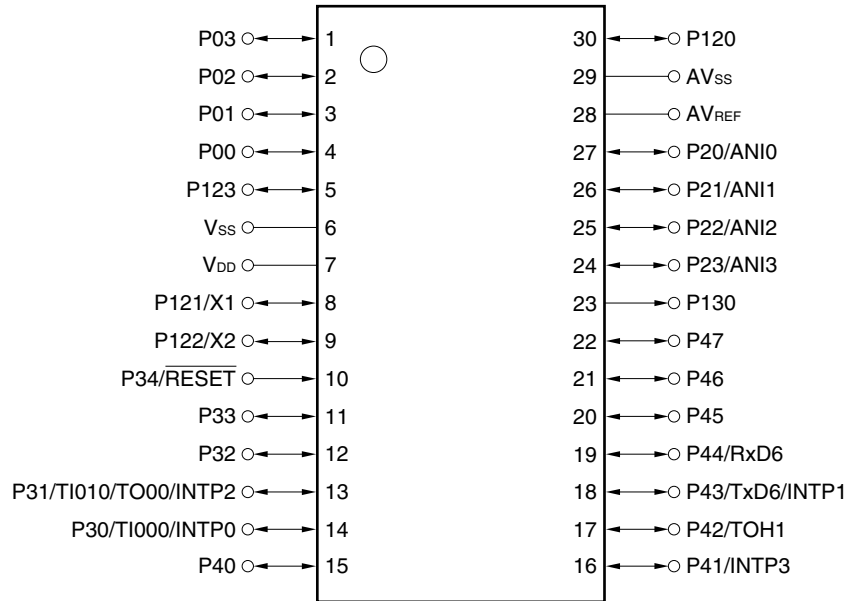 P03 1 30 P120
P02 2 29 AVSS
P01 3 28 AVREF
P00 4 27 P20/ANI0
P123 5 26 P21/ANI1
VSS 6 25 P22/ANI2
VDD 7 24 P23/ANI3
P121/X1 8 23 P130
P122/X2 9 22 P47
P34/RESET 10 21 P46
P33 11 20 P45
P32 12 19 P44/RxD6
P31/TI010/TO00/INTP2 13 18 P43/TxD6/INTP1
P30/TI000/INTP0 14 17 P42/TOH1
P40 15 16 P41/INTP3